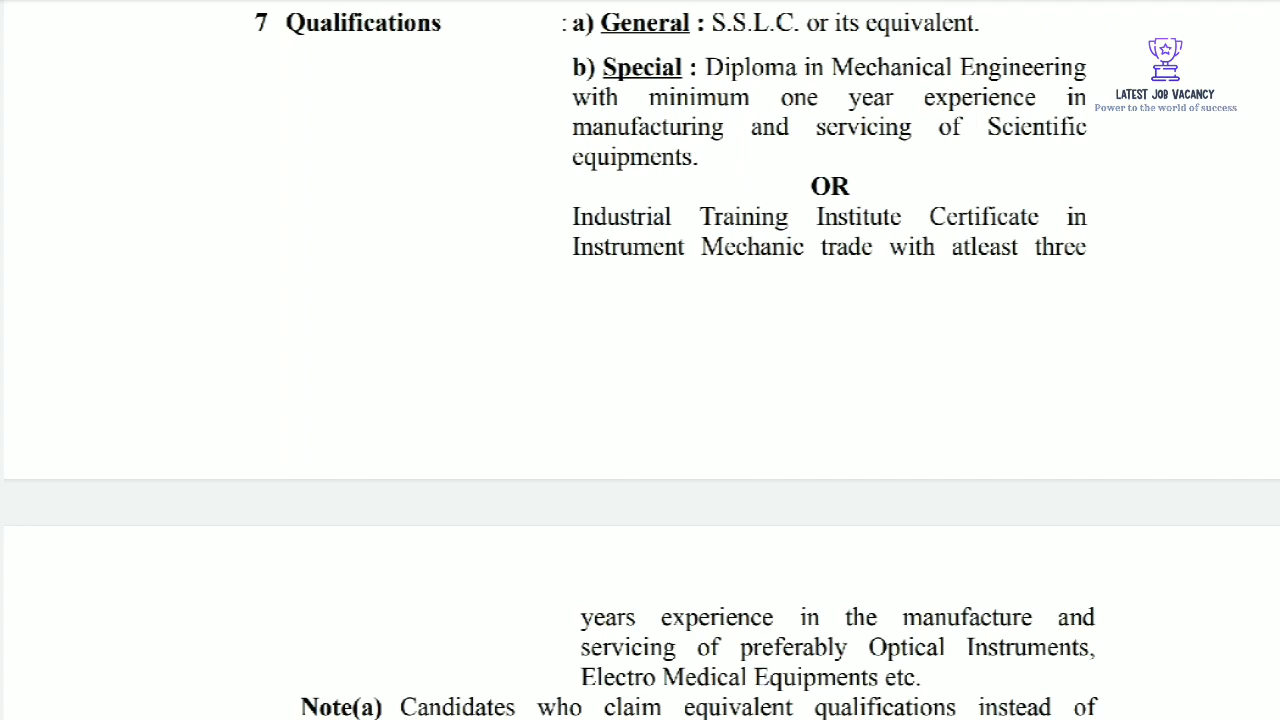 7 Qualifications : a) General : S.S.L.C. or its equivalent.
b) Special : Diploma in Mechanical Engineering
with minimum one year experience in
manufacturing and servicing of Scientific
equipments.
OR
Industrial Training Institute Certificate in
Instrument Mechanic trade with atleast three
LATEST JOB VACANCY
Power to the world of success
years experience in the manufacture and
servicing of preferably Optical Instruments,
Electro Medical Equipments etc.
Note(a) Candidates who claim equivalent qualifications instead of